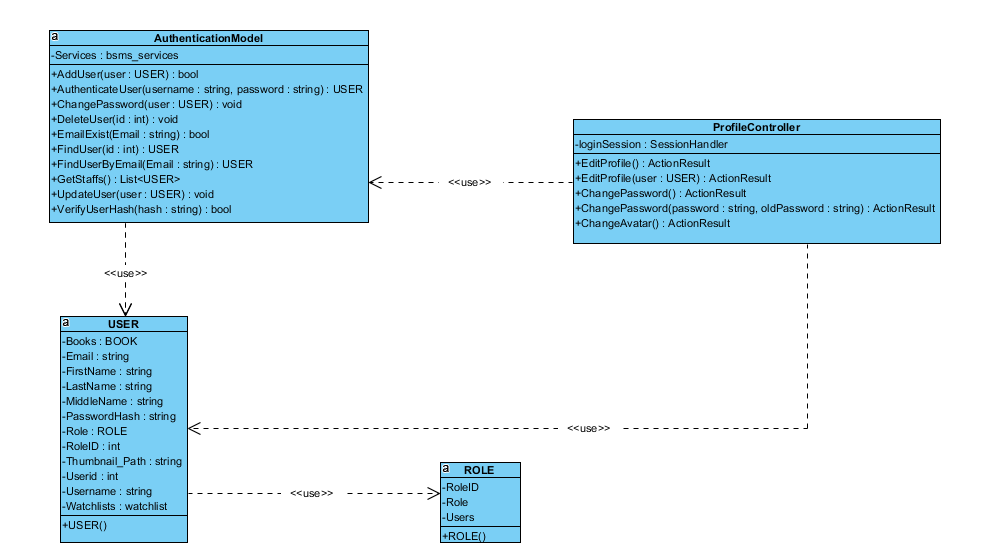 a
AuthenticationModel
-Services : bsms_services
+AddUser(user : USER) : bool
+AuthenticateUser(username : string, password : string) : USER
+ChangePassword(user : USER) : void
+DeleteUser(id : int) : void
+EmailExist(Email : string) : bool
+FindUser(id : int) : USER
+FindUserByEmail(Email : string) : USER
+GetStaffs() : List<USER>
+UpdateUser(user : USER) : void
+VerifyUserHash(hash : string) : bool
ProfileController
-loginSession : SessionHandler
+EditProfile() : ActionResult
+EditProfile(user : USER) : ActionResult
+ChangePassword() : ActionResult
+ChangePassword(password : string, oldPassword : string) : ActionResult
+ChangeAvatar() : ActionResult
<<use>>
<<use>>
a
USER
-Books : BOOK
-Email : string
-FirstName : string
-LastName : string
-MiddleName : string
-PasswordHash : string
-Role : ROLE
-RoleID : int
-Thumbnail_Path : string
-Userid : int
-Username : string
-Watchlists : watchlist
+USER()
<<use>>
<<use>>
a
ROLE
-RoleID
-Role
-Users
+ROLE()